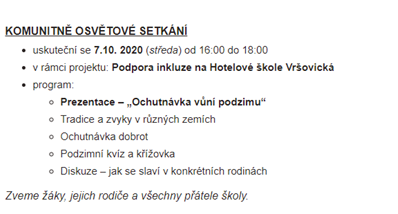 KOMUNITNĚ OSVĚTOVÉ SETKÁNÍ
uskuteční se 7.10. 2020 (středa) od 16:00 do 18:00
v rámci projektu: Podpora inkluze na Hotelové škole Vršovická
program:
Prezentace – „Ochutnávka vůní podzimu“
Tradice a zvyky v různých zemích
Ochutnávka dobrot
Podzimní kvíz a křížovka
Diskuze – jak se slaví v konkrétních rodinách
Zveme žáky, jejich rodiče a všechny přátele školy.